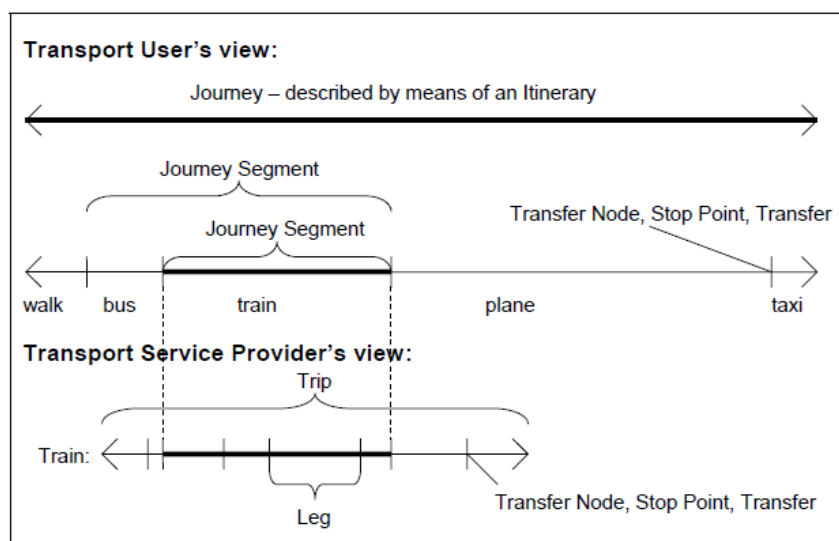 Transport User's view:
Journey – described by means of an Itinerary
Journey Segment
Transfer Node, Stop Point, Transfer
Journey Segment
walk bus train plane taxi
Transport Service Provider's view:
Trip
Train:
Transfer Node, Stop Point, Transfer
Leg